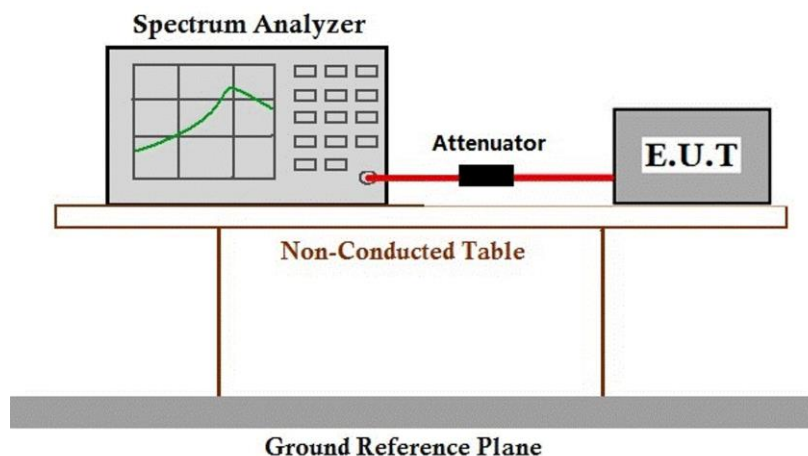 Spectrum Analyzer
Attenuator
E.U.T
Non-Conducted Table
Ground Reference Plane